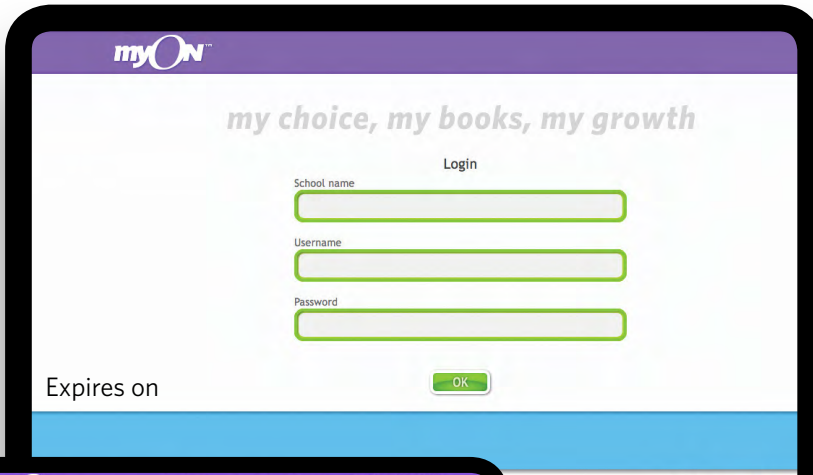 myON™
my choice, my books, my growth
Login
School name
Username
Password
OK
Expires on